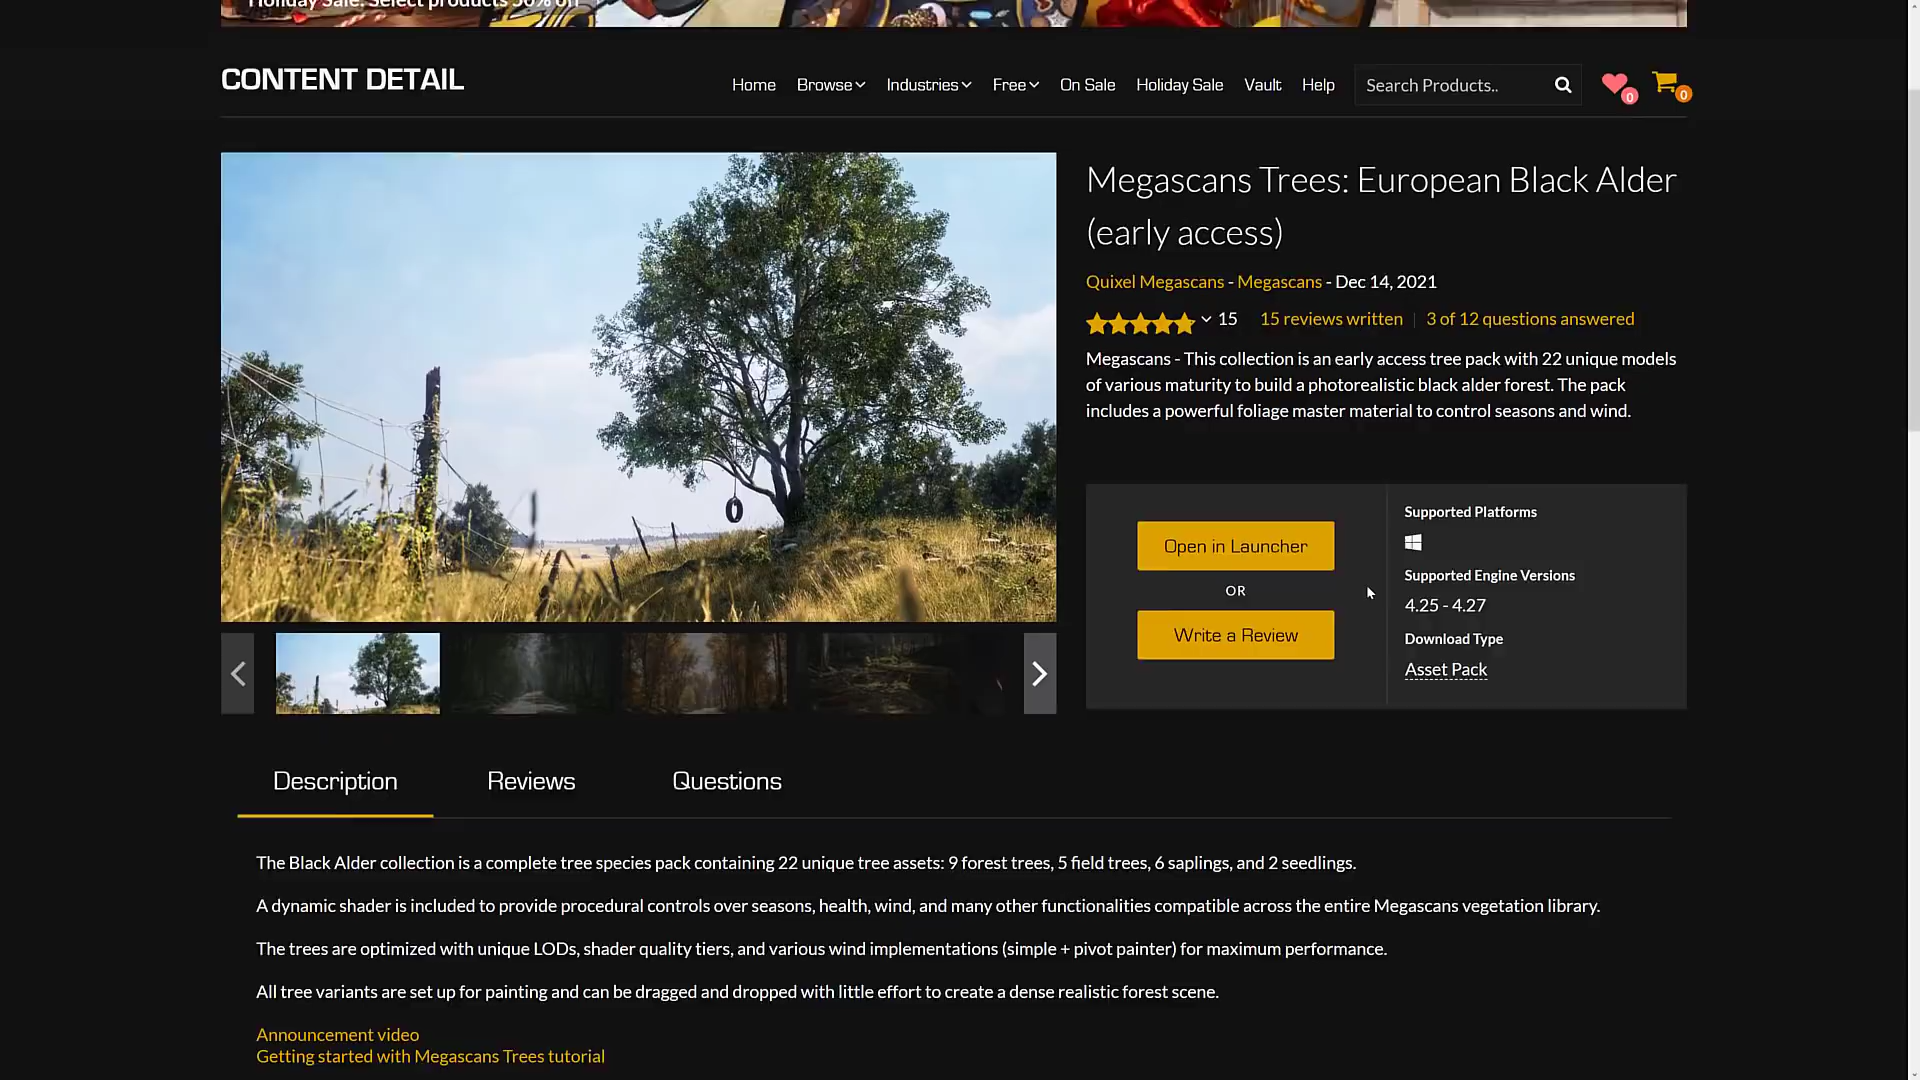 Holiday Sale: Select products 50% off
CONTENT DETAIL
Home Browse Industries Free On Sale Holiday Sale Vault Help Search Products.. 0 0
Megascans Trees: European Black Alder
(early access)
Quixel Megascans - Megascans - Dec 14, 2021
15 15 reviews written | 3 of 12 questions answered
Megascans - This collection is an early access tree pack with 22 unique models
of various maturity to build a photorealistic black alder forest. The pack
includes a powerful foliage master material to control seasons and wind.
Open in Launcher
OR
Write a Review
Supported Platforms
Supported Engine Versions
4.25 - 4.27
Download Type
Asset Pack
Description Reviews Questions
The Black Alder collection is a complete tree species pack containing 22 unique tree assets: 9 forest trees, 5 field trees, 6 saplings, and 2 seedlings.
A dynamic shader is included to provide procedural controls over seasons, health, wind, and many other functionalities compatible across the entire Megascans vegetation library.
The trees are optimized with unique LODs, shader quality tiers, and various wind implementations (simple + pivot painter) for maximum performance.
All tree variants are set up for painting and can be dragged and dropped with little effort to create a dense realistic forest scene.
Announcement video
Getting started with Megascans Trees tutorial